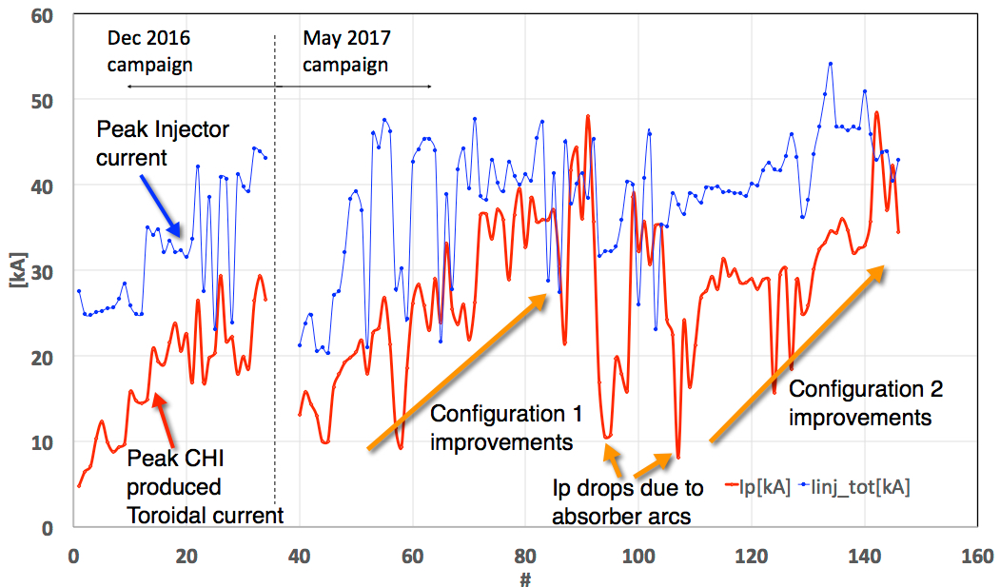 60
50
40
30
20
10
0
[kA]
Dec 2016
campaign
May 2017
campaign
Peak Injector
current
Peak CHI
produced
Toroidal current
Configuration 1
improvements
Configuration 2
improvements
Ip drops due to
absorber arcs
Ip[kA] Iinj_tot[kA]
0 20 40 60 80 100 120 140 160
#